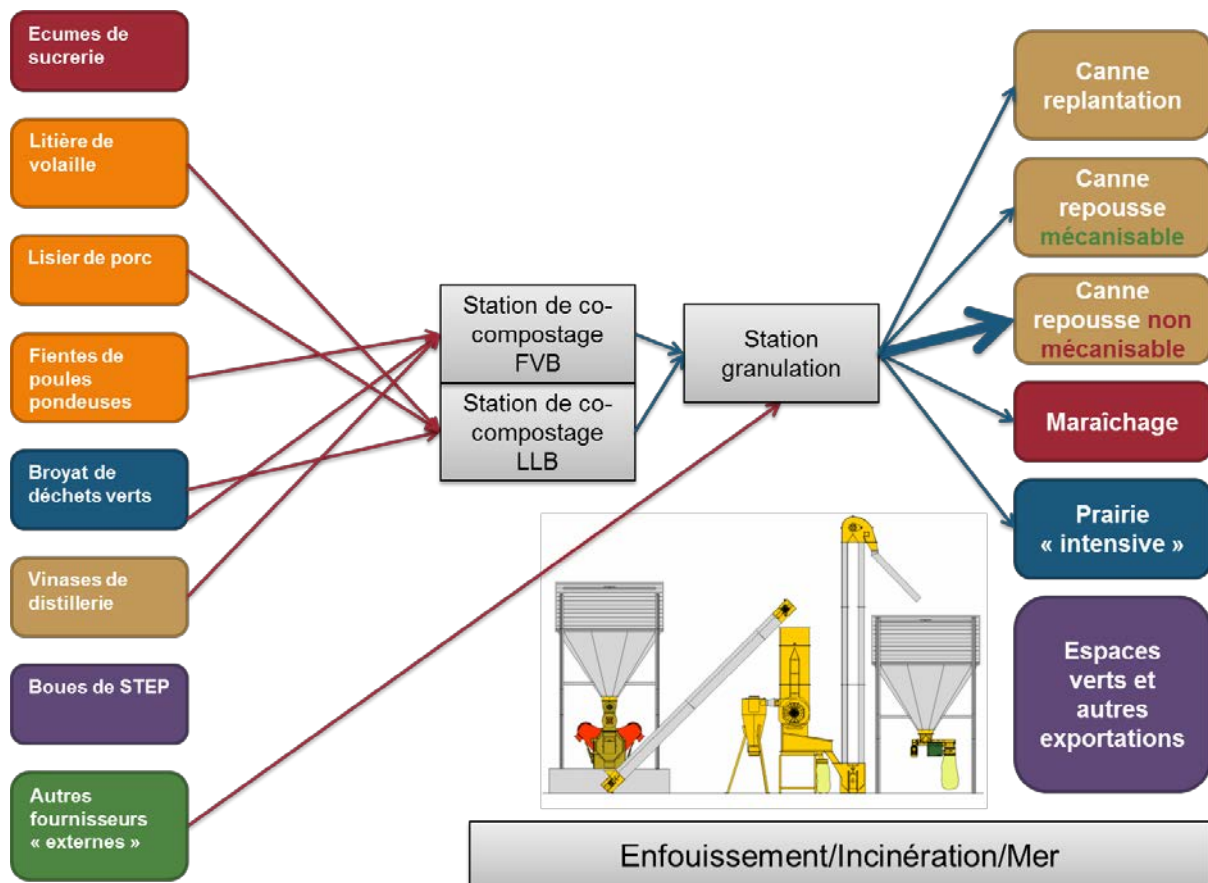 Ecumes de
sucrerie
Litière de
volaille
Lisier de porc
Fientes de
poules
pondeuses
Broyat de
déchets verts
Vinases de
distillerie
Boues de STEP
Autres
fournisseurs
« externes »
Station de co-
compostage
FVB
Station de co-
compostage
LLB
Station
granulation
Canne
replantation
Canne
repousse
mécanisable
Canne
repousse non
mécanisable
Maraîchage
Prairie
« intensive »
Espaces
verts et
autres
exportations
Enfouissement/Incinération/Mer